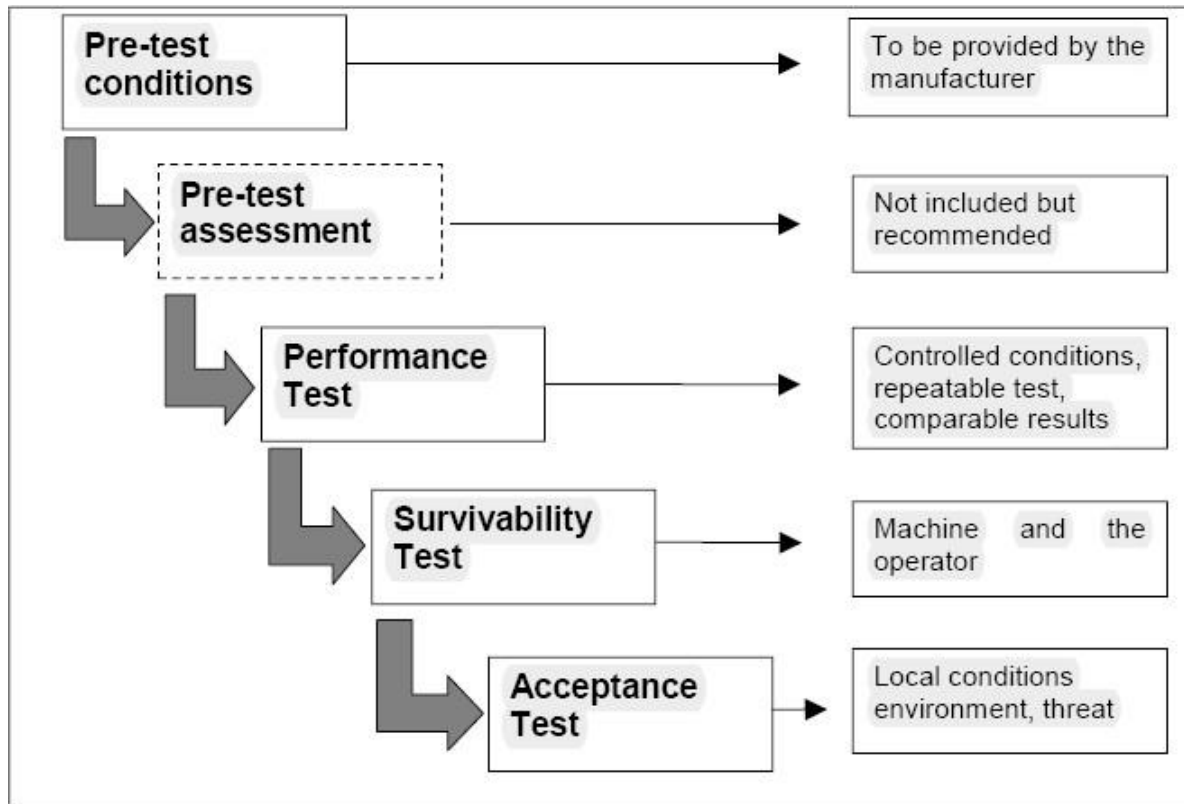 Pre-test
conditions
To be provided by the
manufacturer
Pre-test
assessment
Not included but
recommended
Performance
Test
Controlled conditions,
repeatable test,
comparable results
Survivability
Test
Machine and the
operator
Acceptance
Test
Local conditions
environment, threat